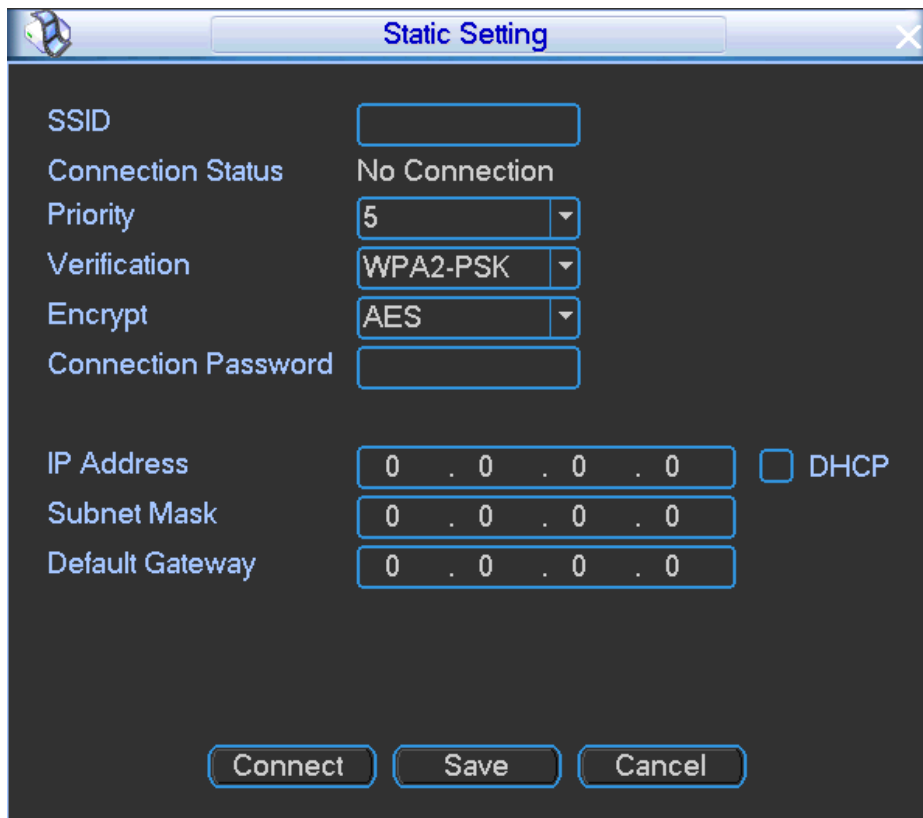 Static Setting
SSID
Connection Status No Connection
Priority 5
Verification WPA2-PSK
Encrypt AES
Connection Password
IP Address 0 . 0 . 0 . 0 DHCP
Subnet Mask 0 . 0 . 0 . 0
Default Gateway 0 . 0 . 0 . 0
Connect Save Cancel